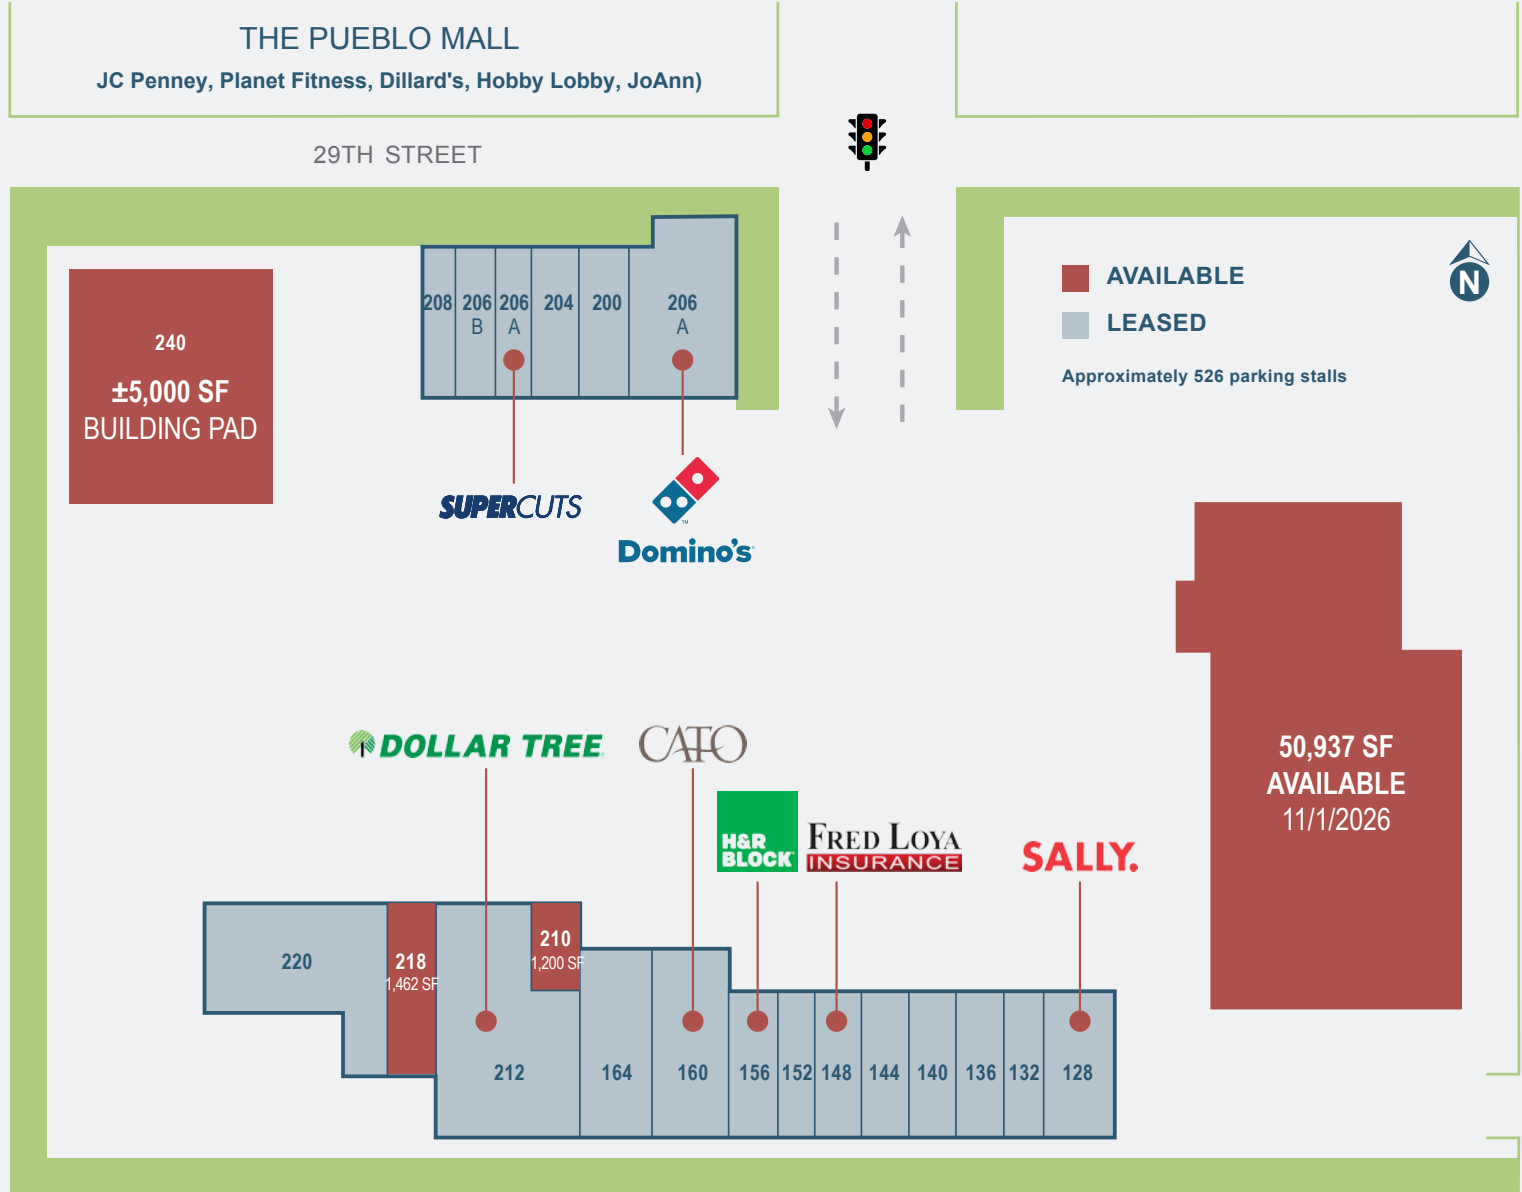 THE PUEBLO MALL
JC Penney, Planet Fitness, Dillard's, Hobby Lobby, JoAnn)
29TH STREET
AVAILABLE
LEASED
Approximately 526 parking stalls
N
240
±5,000 SF
BUILDING PAD
208
206
B
206
A
204
200
206
A
SUPERCUTS
™
Domino's
50,937 SF
AVAILABLE
11/1/2026
DOLLAR TREE
CATO
H&R
BLOCK
FRED LOYA
INSURANCE
SALLY.
220
218
1,462 SF
210
1,200 SF
212
164
160
156
152
148
144
140
136
132
128